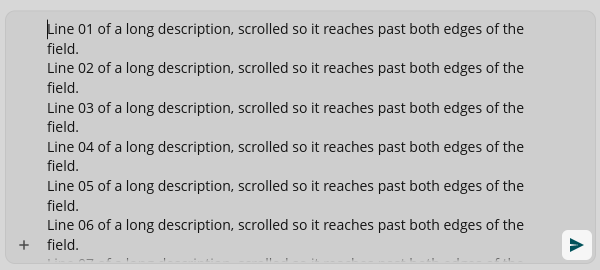 Line 01 of a long description, scrolled so it reaches past both edges of the
field.
Line 02 of a long description, scrolled so it reaches past both edges of the
field.
Line 03 of a long description, scrolled so it reaches past both edges of the
field.
Line 04 of a long description, scrolled so it reaches past both edges of the
field.
Line 05 of a long description, scrolled so it reaches past both edges of the
field.
Line 06 of a long description, scrolled so it reaches past both edges of the
field.